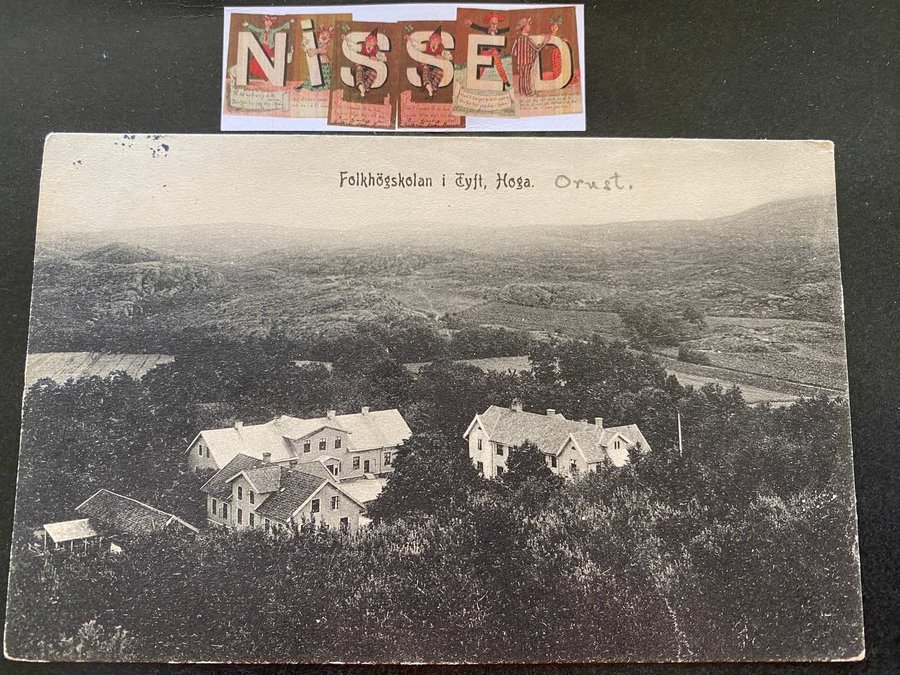 NiSSED
Folkhögskolan i Tyft, Hoga. Orust.